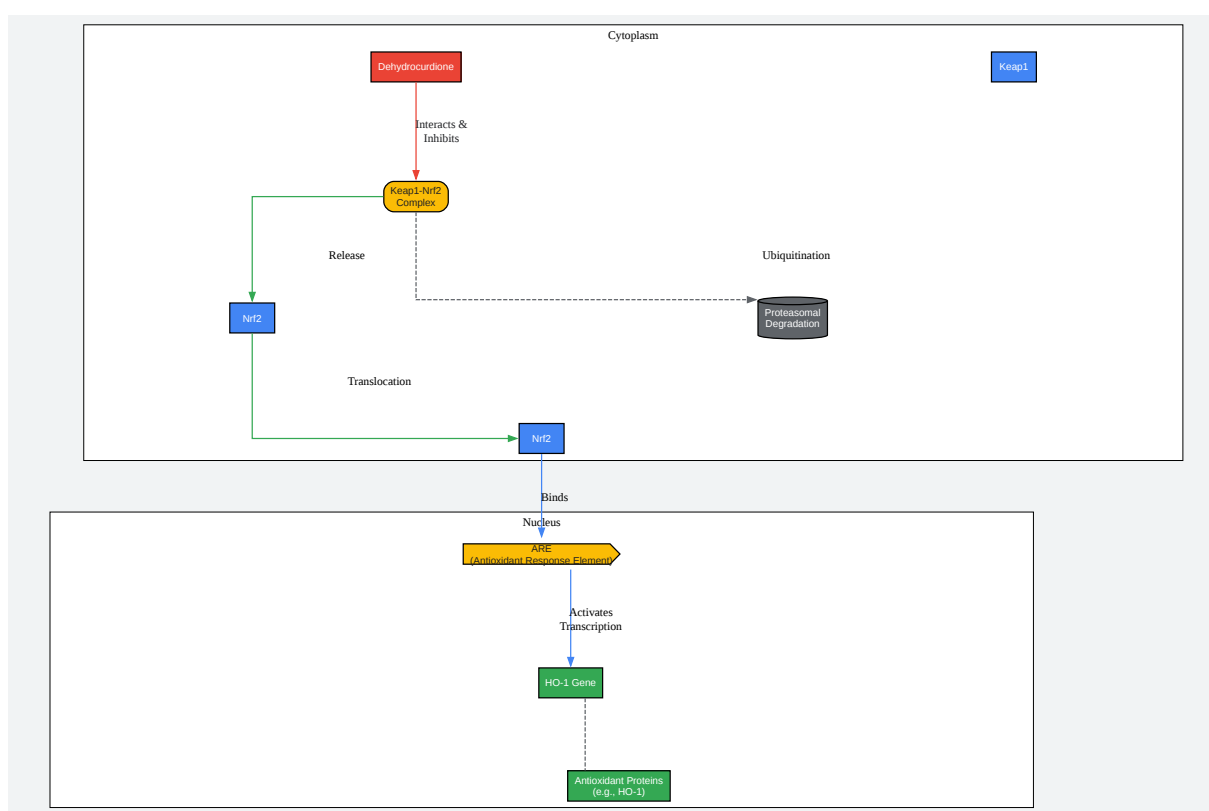 Cytoplasm
Dehydrocurdione
Keap1
Interacts &
Inhibits
Keap1-Nrf2
Complex
Release
Ubiquitination
Nrf2
Proteasomal
Degradation
Translocation
Nrf2
Binds
Nucleus
ARE
(Antioxidant Response Element)
Activates
Transcription
HO-1 Gene
Antioxidant Proteins
(e.g., HO-1)